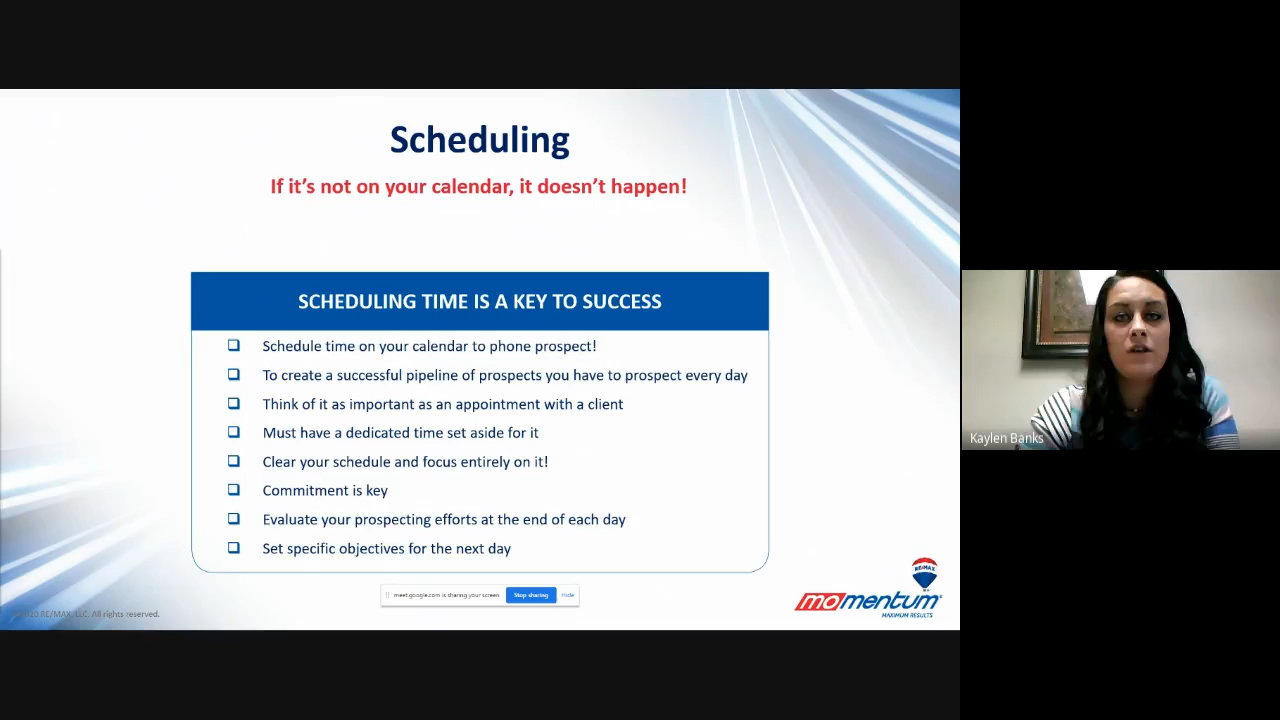 Scheduling
If it's not on your calendar, it doesn't happen!
SCHEDULING TIME IS A KEY TO SUCCESS
Schedule time on your calendar to phone prospect!
To create a successful pipeline of prospects you have to prospect every day
Think of it as important as an appointment with a client
Must have a dedicated time set aside for it
Clear your schedule and focus entirely on it!
Commitment is key
Evaluate your prospecting efforts at the end of each day
Set specific objectives for the next day
meet.google.com is sharing your screen. Stop sharing Hide
©2020 RE/MAX, LLC. All rights reserved.
RE/MAX
momentum®
MAXIMUM RESULTS
Kaylen Banks